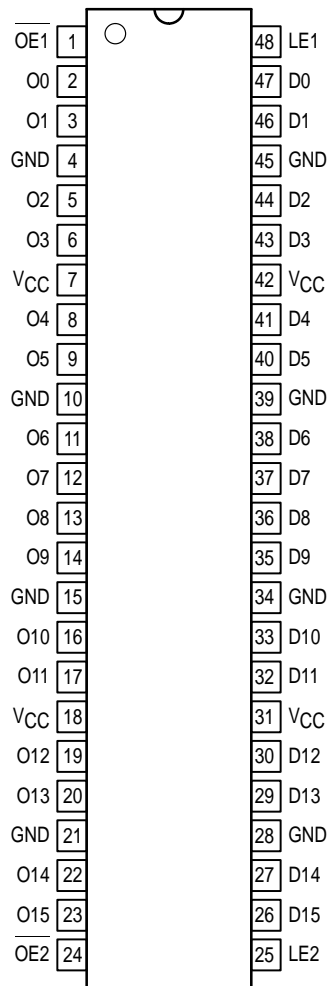 OE1 1 48 LE1
O0 2 47 D0
O1 3 46 D1
GND 4 45 GND
O2 5 44 D2
O3 6 43 D3
VCC 7 42 VCC
O4 8 41 D4
O5 9 40 D5
GND 10 39 GND
O6 11 38 D6
O7 12 37 D7
O8 13 36 D8
O9 14 35 D9
GND 15 34 GND
O10 16 33 D10
O11 17 32 D11
VCC 18 31 VCC
O12 19 30 D12
O13 20 29 D13
GND 21 28 GND
O14 22 27 D14
O15 23 26 D15
OE2 24 25 LE2